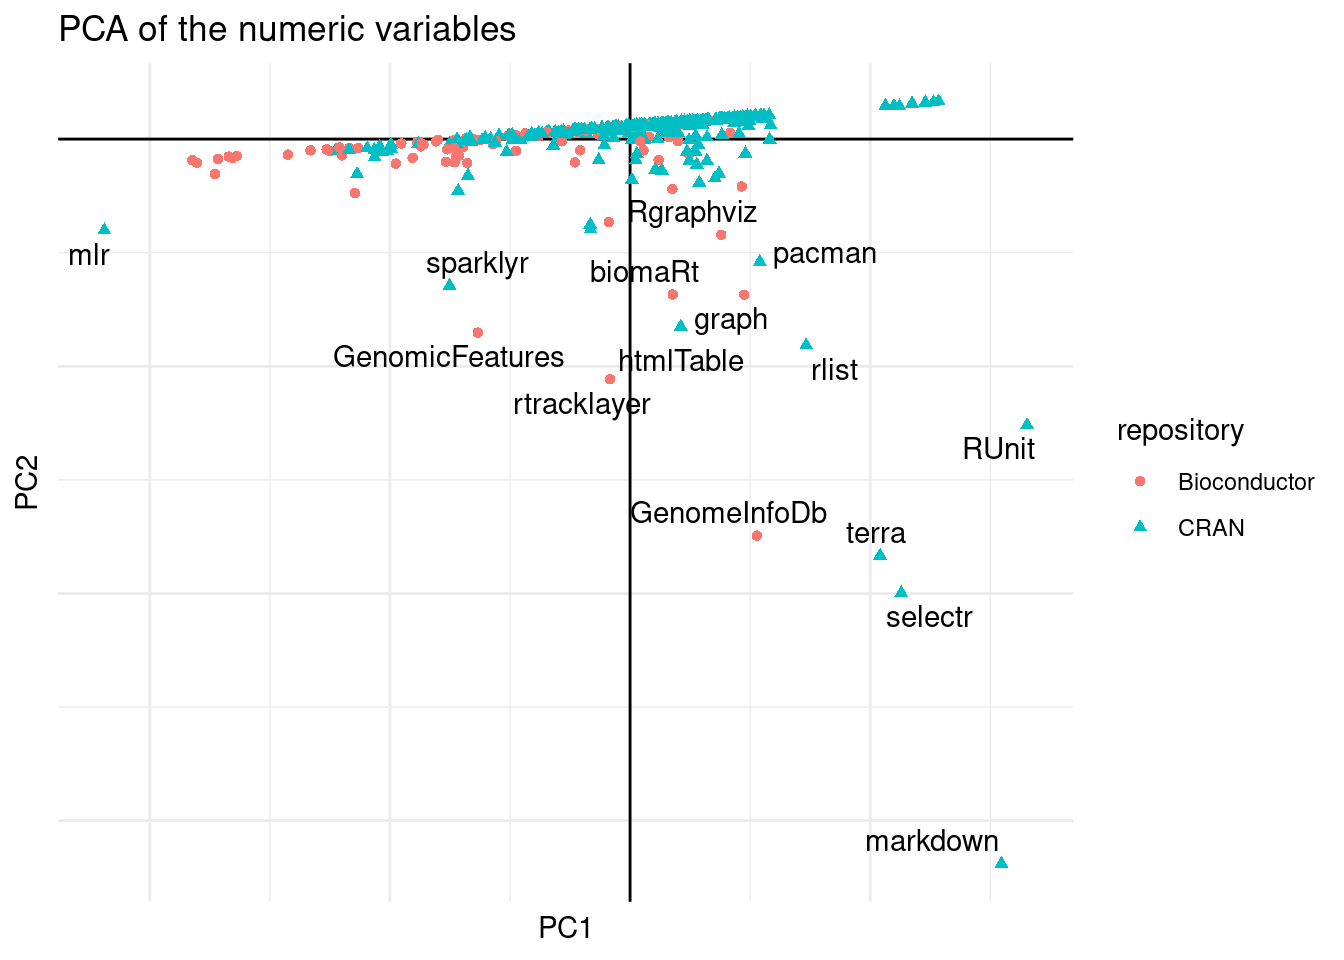 PCA of the numeric variables
Rgraphviz
mlr
sparklyr
biomaRt
pacman
graph
GenomicFeatures
htmlTable
rlist
rtracklayer
RUnit
GenomeInfoDb
terra
selectr
markdown
PC1
PC2
repository
Bioconductor
CRAN